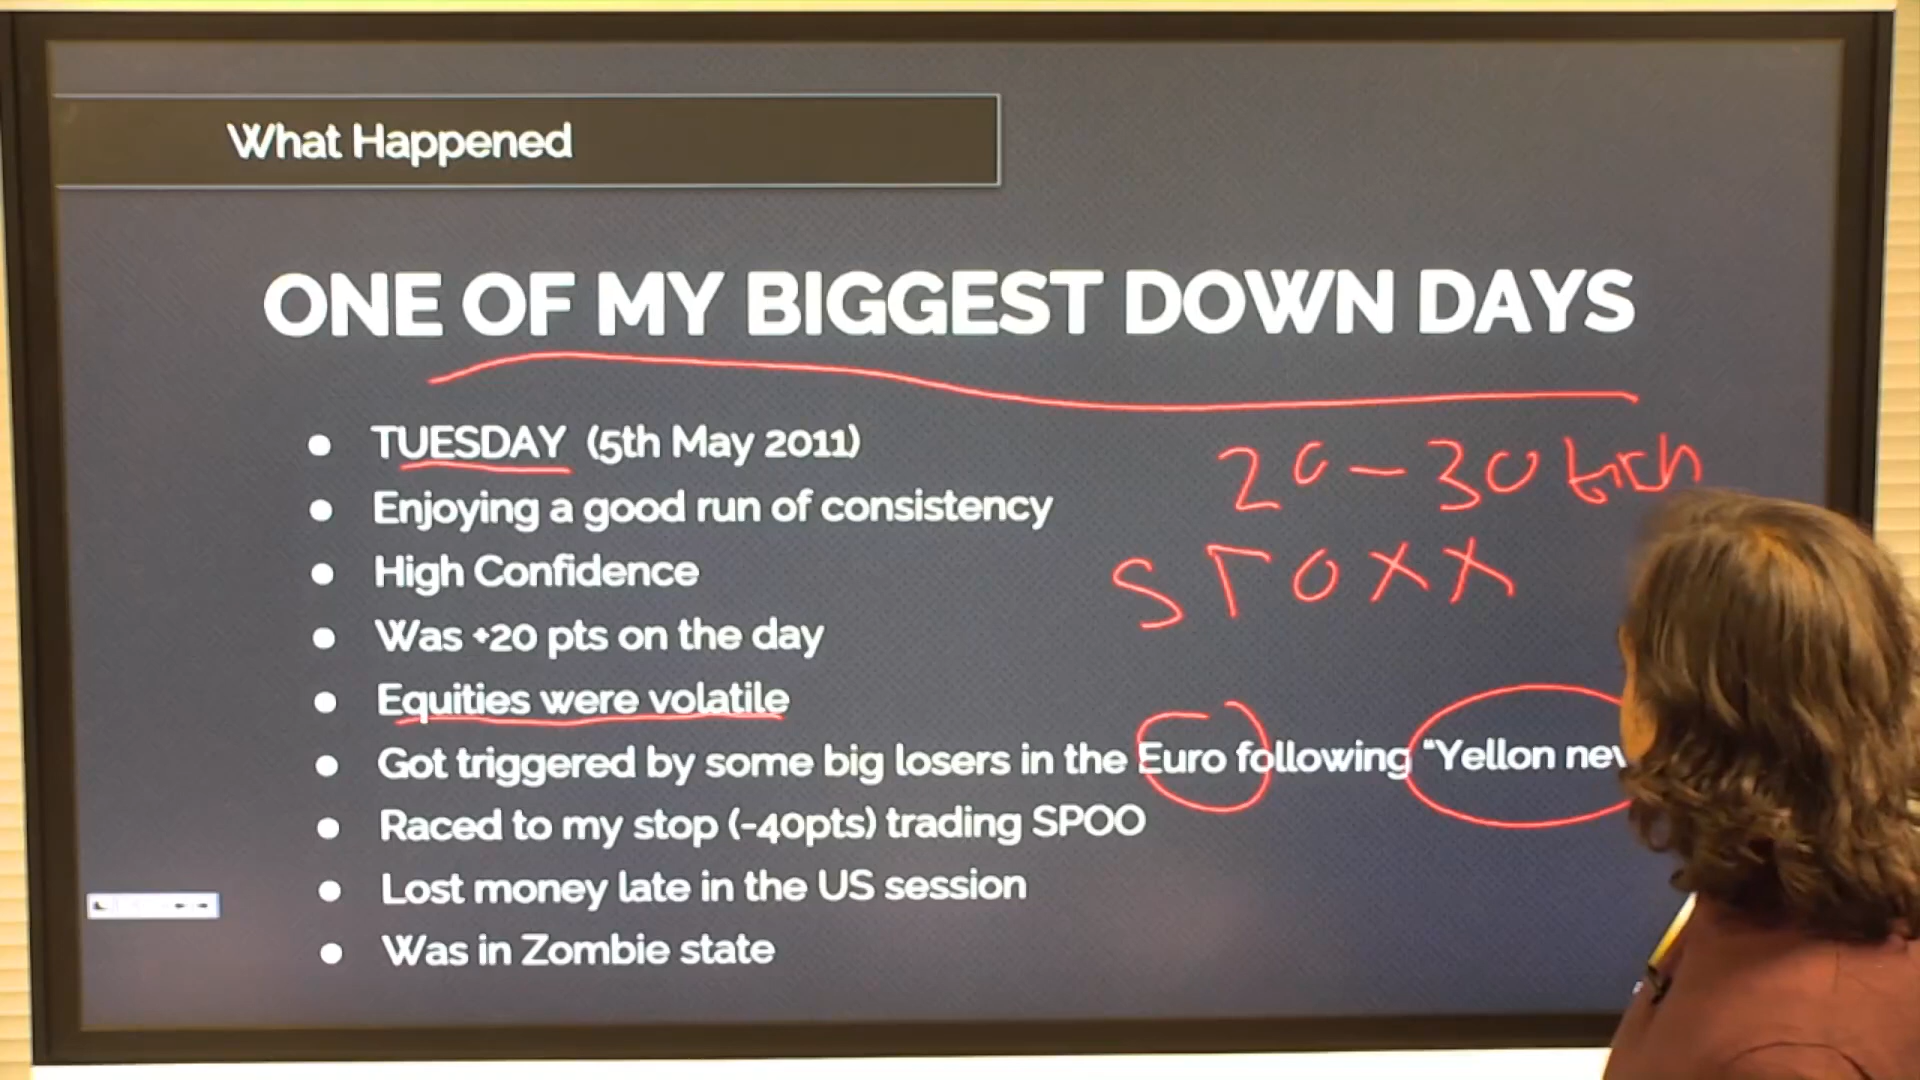 What Happened
ONE OF MY BIGGEST DOWN DAYS
TUESDAY (5th May 2011)
20-30 tick
Enjoying a good run of consistency
High Confidence
STOXX
Was +20 pts on the day
Equities were volatile
Got triggered by some big losers in the Euro following "Yellon
Raced to my stop (-40pts) trading SPOO
Lost money late in the US session
Was in Zombie state